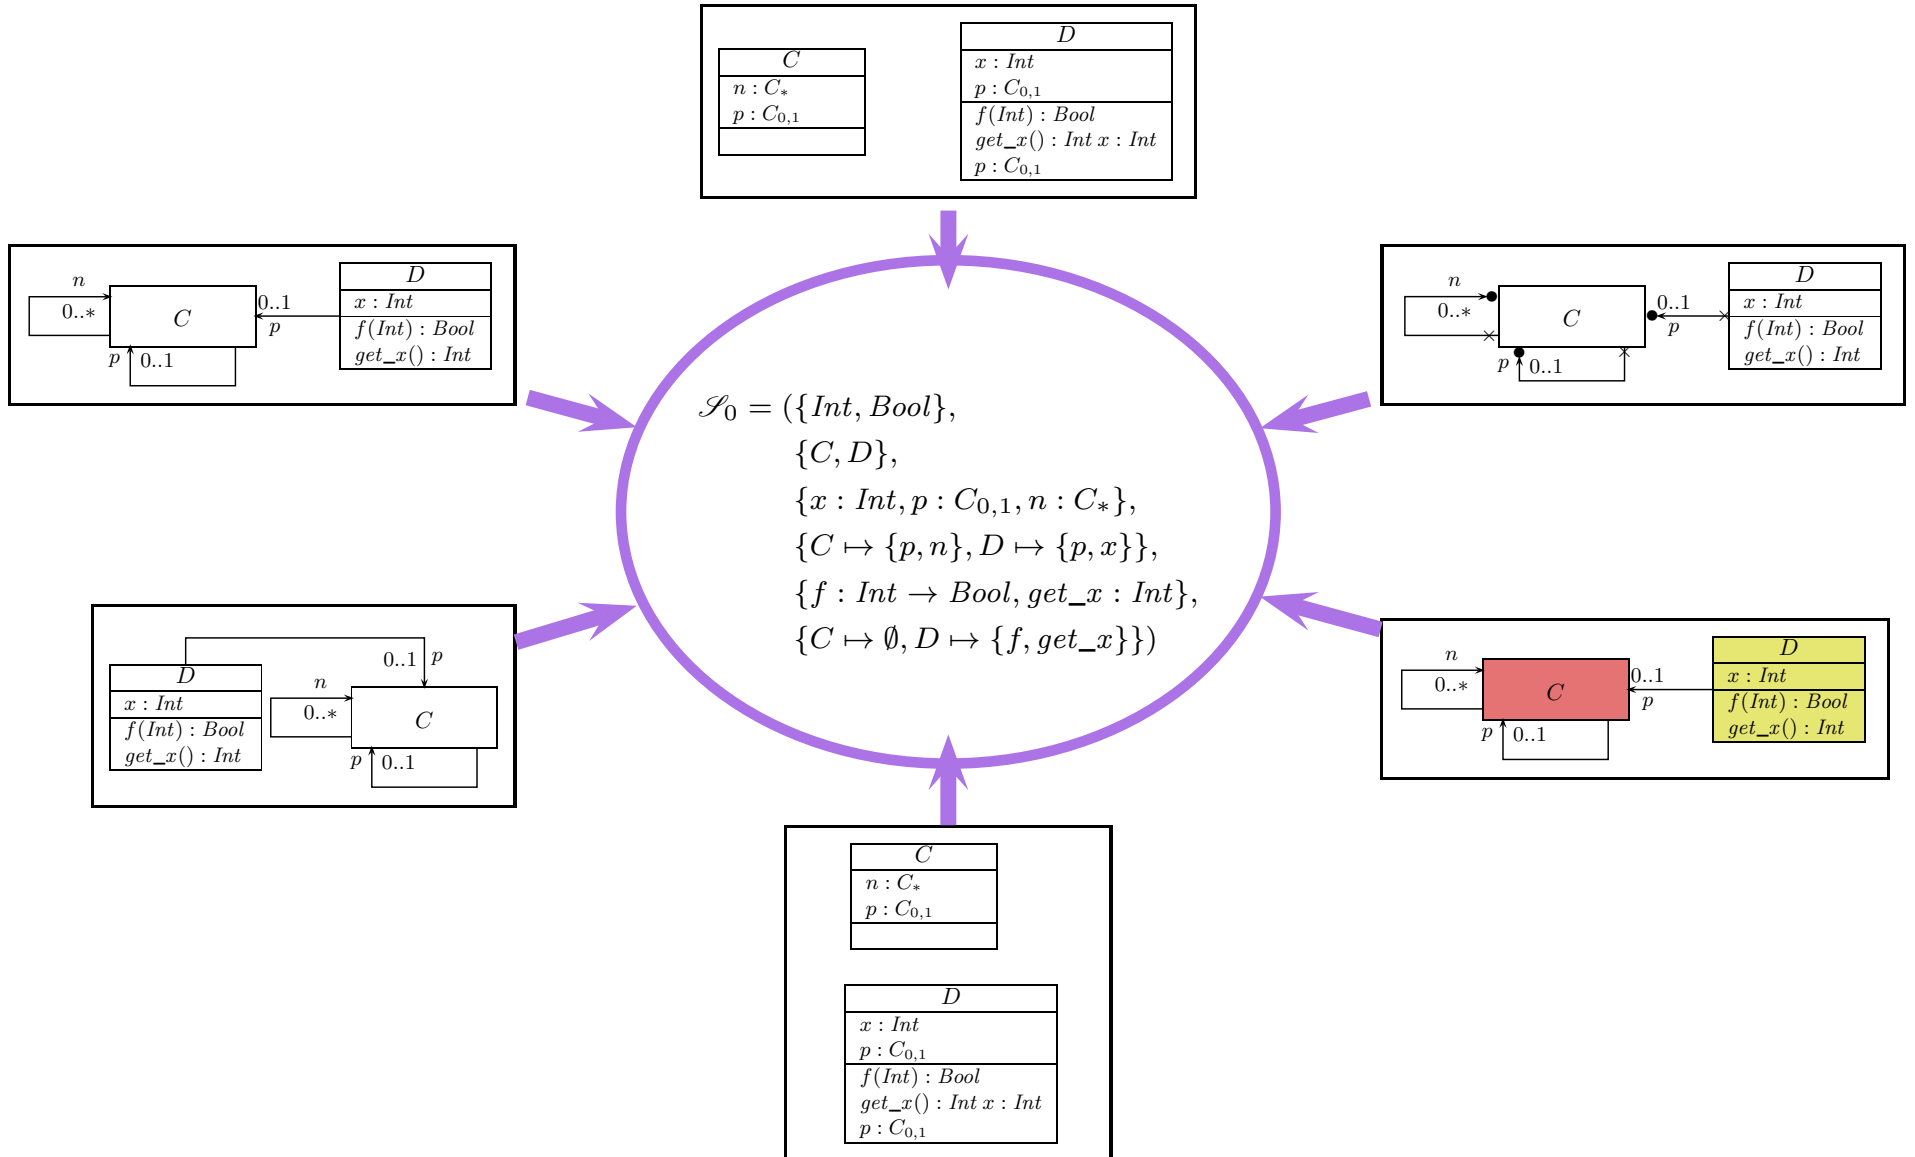 C
n : C*
p : C0,1
D
x : Int
p : C0,1
f(Int) : Bool
get_x() : Int x : Int
p : C0,1
n
0..*
C
p
0..1
0..1
p
D
x : Int
f(Int) : Bool
get_x() : Int
n
0..*
C
p
0..1
0..1
p
D
x : Int
f(Int) : Bool
get_x() : Int
𝒮0 = ({Int, Bool},
{C, D},
{x : Int, p : C0,1, n : C*},
{C ↦ {p, n}, D ↦ {p, x}},
{f : Int → Bool, get_x : Int},
{C ↦ ∅, D ↦ {f, get_x}})
D
x : Int
f(Int) : Bool
get_x() : Int
0..1
p
n
0..*
C
p
0..1
n
0..*
C
p
0..1
0..1
p
D
x : Int
f(Int) : Bool
get_x() : Int
C
n : C*
p : C0,1
D
x : Int
p : C0,1
f(Int) : Bool
get_x() : Int x : Int
p : C0,1